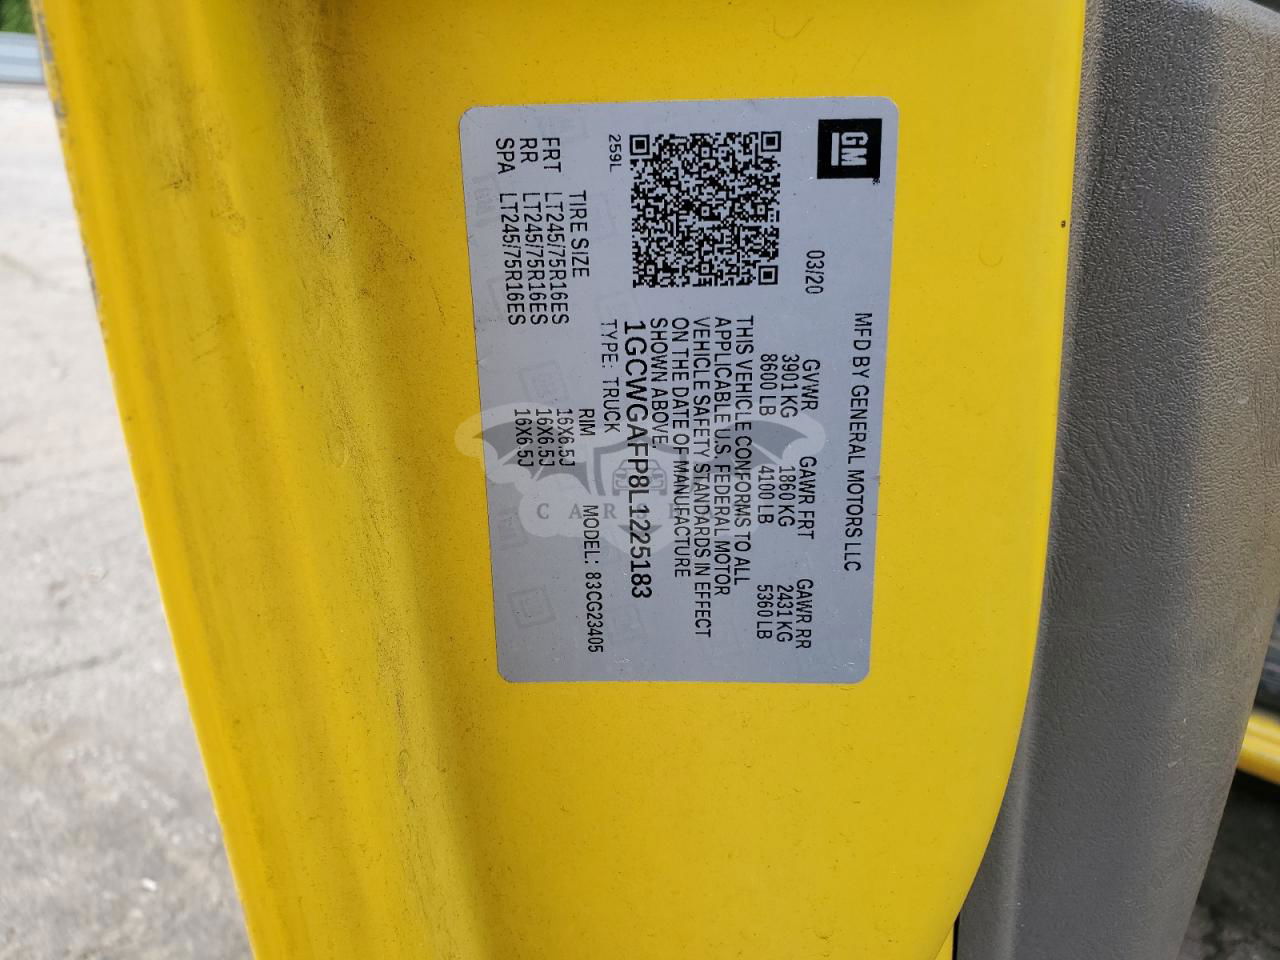 GM
MFD BY GENERAL MOTORS LLC
03/20
GVWR GAWR FRT GAWR RR
3901 KG 1860 KG 2431 KG
8600 LB 4100 LB 5360 LB
THIS VEHICLE CONFORMS TO ALL
APPLICABLE U.S. FEDERAL MOTOR
VEHICLE SAFETY STANDARDS IN EFFECT
ON THE DATE OF MANUFACTURE
SHOWN ABOVE.
1GCWGAFP8L1225183
259L
TYPE: TRUCK
MODEL: 83CG23405
TIRE SIZE RIM
FRT LT245/75R16ES 16X6.5J
RR LT245/75R16ES 16X6.5J
SPA LT245/75R16ES 16X6.5J